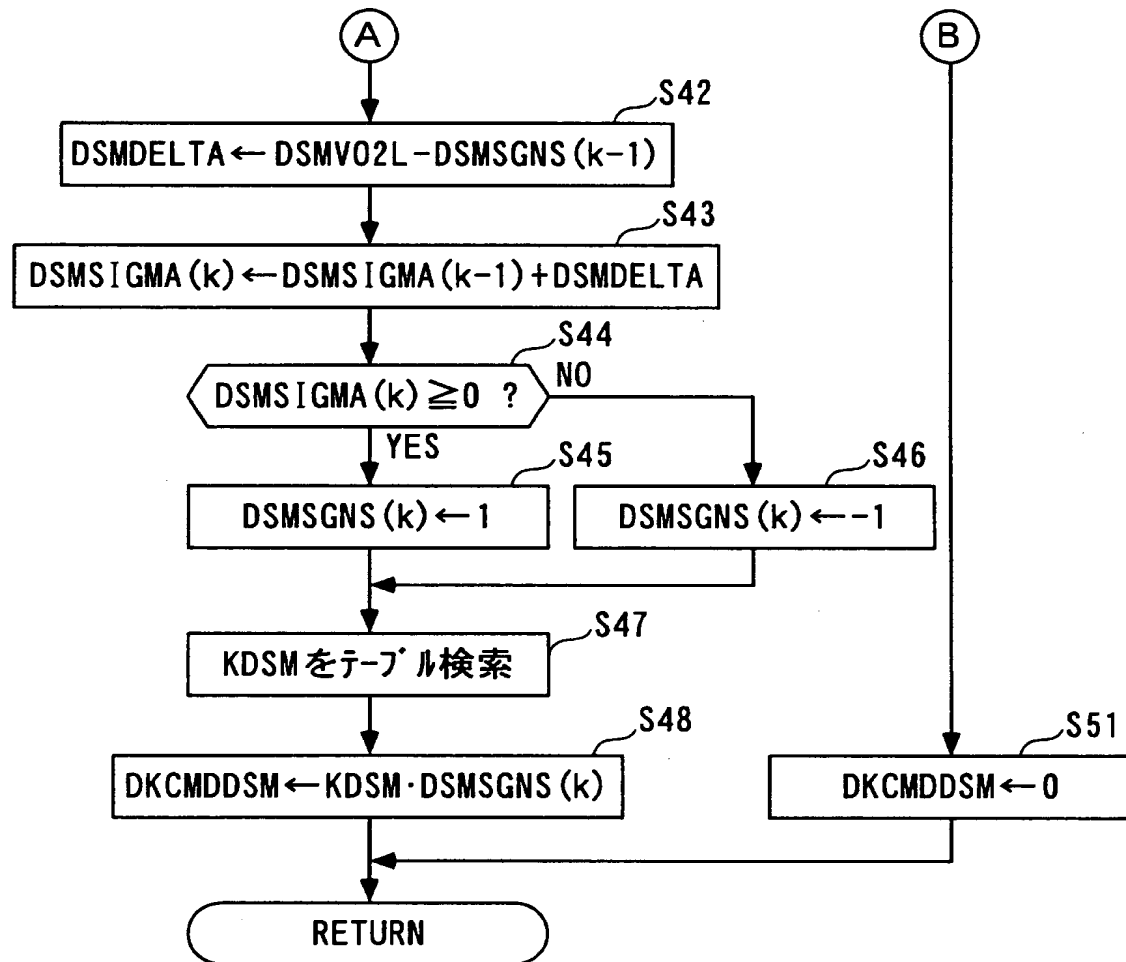 A
B
S42
DSMDELTA←DSMVO2L-DSMSGNS(k-1)
S43
DSMSIGMA(k)←DSMSIGMA(k-1)+DSMDELTA
S44
DSMSIGMA(k)≧0 ?
NO
YES
S45
S46
DSMSGNS(k)←1
DSMSGNS(k)←-1
S47
KDSMをテーブル検索
S48
S51
DKCMDDSM←KDSM·DSMSGNS(k)
DKCMDDSM←0
RETURN